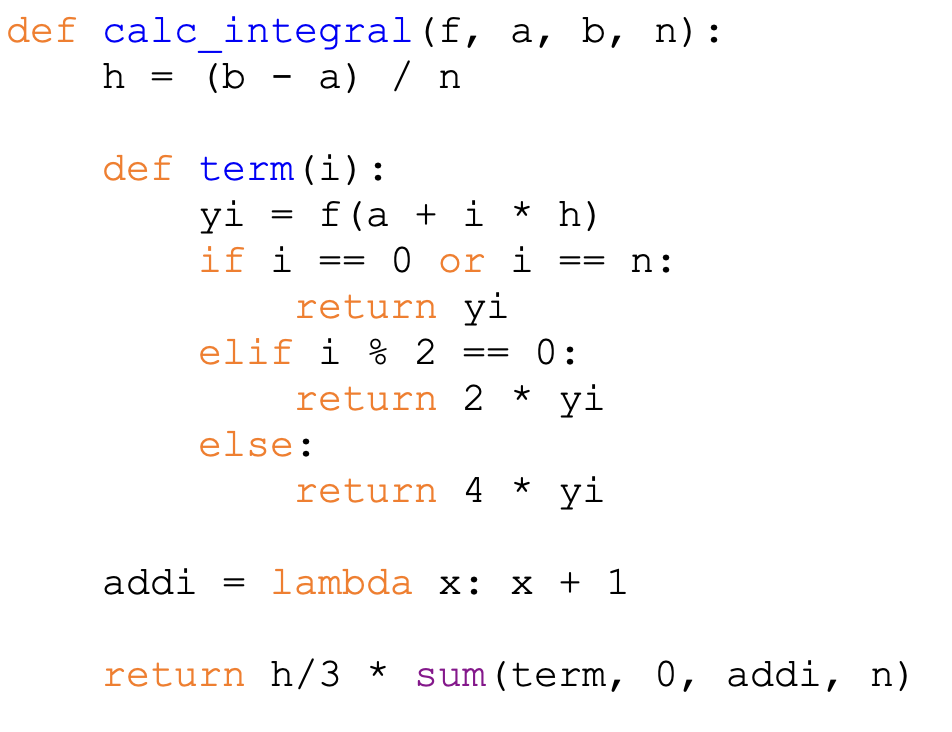 def calc_integral(f, a, b, n):
    h = (b - a) / n

    def term(i):
        yi = f(a + i * h)
        if i == 0 or i == n:
            return yi
        elif i % 2 == 0:
            return 2 * yi
        else:
            return 4 * yi

    addi = lambda x: x + 1

    return h/3 * sum(term, 0, addi, n)